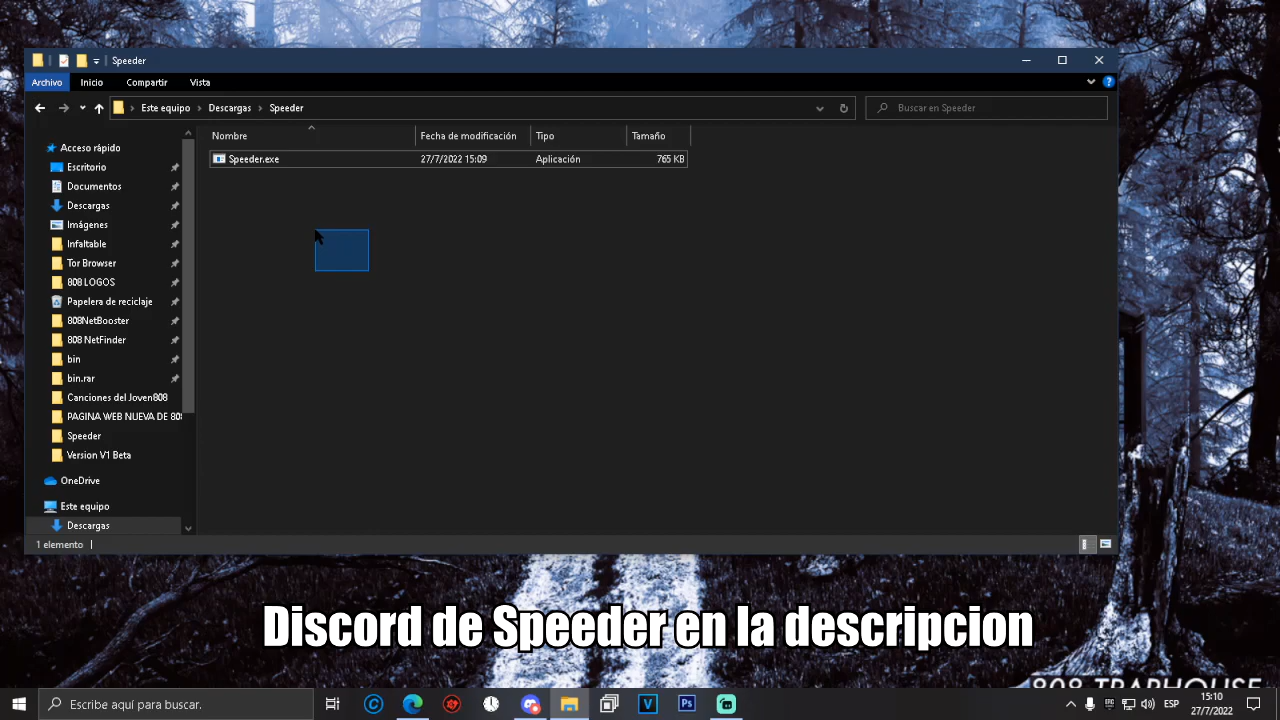 Speeder
Archivo Inicio Compartir Vista
Este equipo Descargas Speeder
Buscar en Speeder
Nombre Fecha de modificación Tipo Tamaño
Speeder.exe 27/7/2022 15:09 Aplicación 765 KB
Acceso rápido
Escritorio
Documentos
Descargas
Imágenes
Infaltable
Tor Browser
808 LOGOS
Papelera de reciclaje
808NetBooster
808 NetFinder
bin
bin.rar
Canciones del Joven808
PAGINA WEB NUEVA DE 808
Speeder
Version V1 Beta
OneDrive
Este equipo
Descargas
1 elemento
Discord de Speeder en la descripcion
808 TRAPHOUSE
Escribe aquí para buscar.
ESP
15:10
27/7/2022